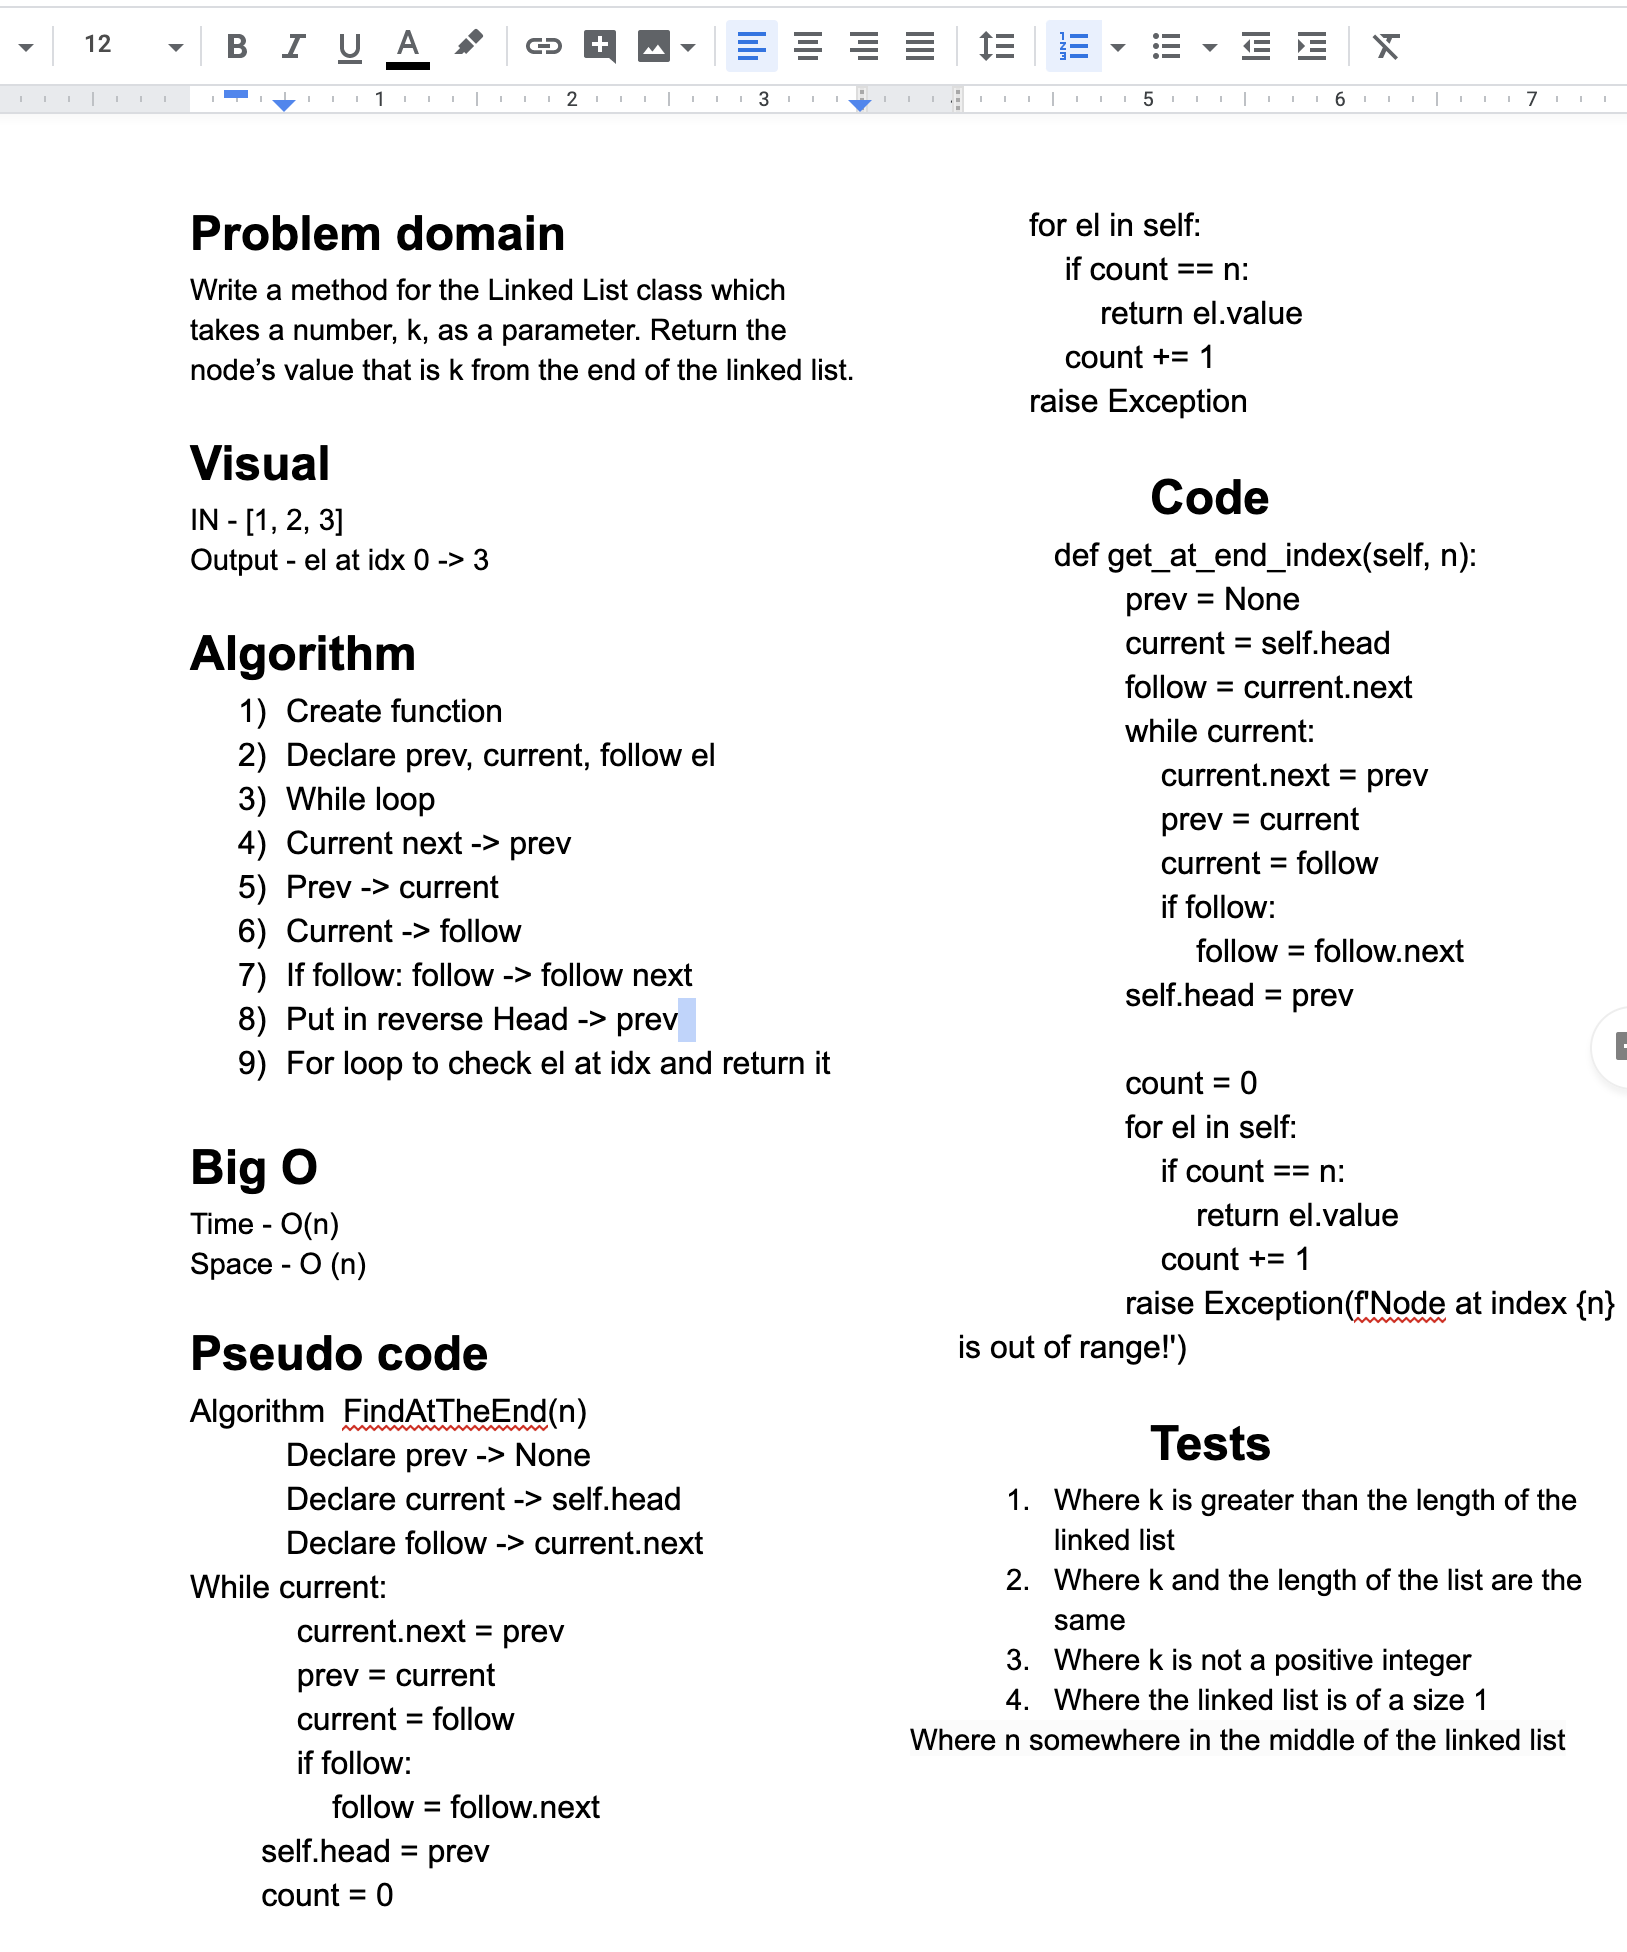 12
B I U A
1 2 3 5 6 7
Problem domain
Write a method for the Linked List class which
takes a number, k, as a parameter. Return the
node’s value that is k from the end of the linked list.
Visual
IN - [1, 2, 3]
Output - el at idx 0 -> 3
Algorithm
1) Create function
2) Declare prev, current, follow el
3) While loop
4) Current next -> prev
5) Prev -> current
6) Current -> follow
7) If follow: follow -> follow next
8) Put in reverse Head -> prev
9) For loop to check el at idx and return it
Big O
Time - O(n)
Space - O (n)
Pseudo code
Algorithm  FindAtTheEnd(n)
Declare prev -> None
Declare current -> self.head
Declare follow -> current.next
While current:
current.next = prev
prev = current
current = follow
if follow:
follow = follow.next
self.head = prev
count = 0
for el in self:
if count == n:
return el.value
count += 1
raise Exception
Code
def get_at_end_index(self, n):
prev = None
current = self.head
follow = current.next
while current:
current.next = prev
prev = current
current = follow
if follow:
follow = follow.next
self.head = prev
count = 0
for el in self:
if count == n:
return el.value
count += 1
raise Exception(f'Node at index {n}
is out of range!')
Tests
1. Where k is greater than the length of the
linked list
2. Where k and the length of the list are the
same
3. Where k is not a positive integer
4. Where the linked list is of a size 1
Where n somewhere in the middle of the linked list